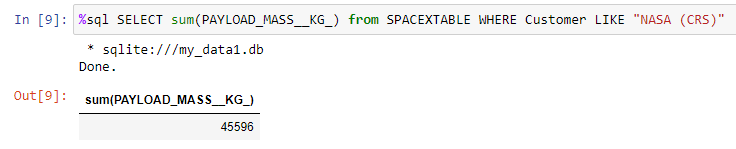 In [9]: %sql SELECT sum(PAYLOAD_MASS__KG_) from SPACEXTABLE WHERE Customer LIKE "NASA (CRS)"
* sqlite:///my_data1.db
Done.
Out[9]: sum(PAYLOAD_MASS__KG_)
45596